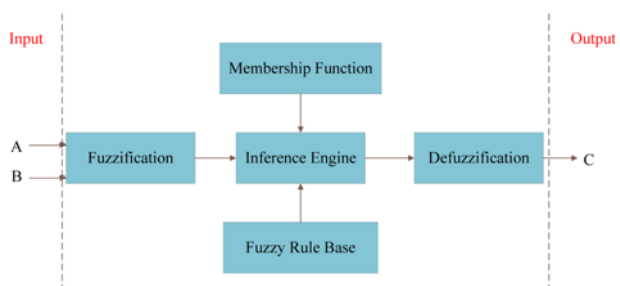 Input
Output
Membership Function
A
B
Fuzzification
Inference Engine
Defuzzification
C
Fuzzy Rule Base